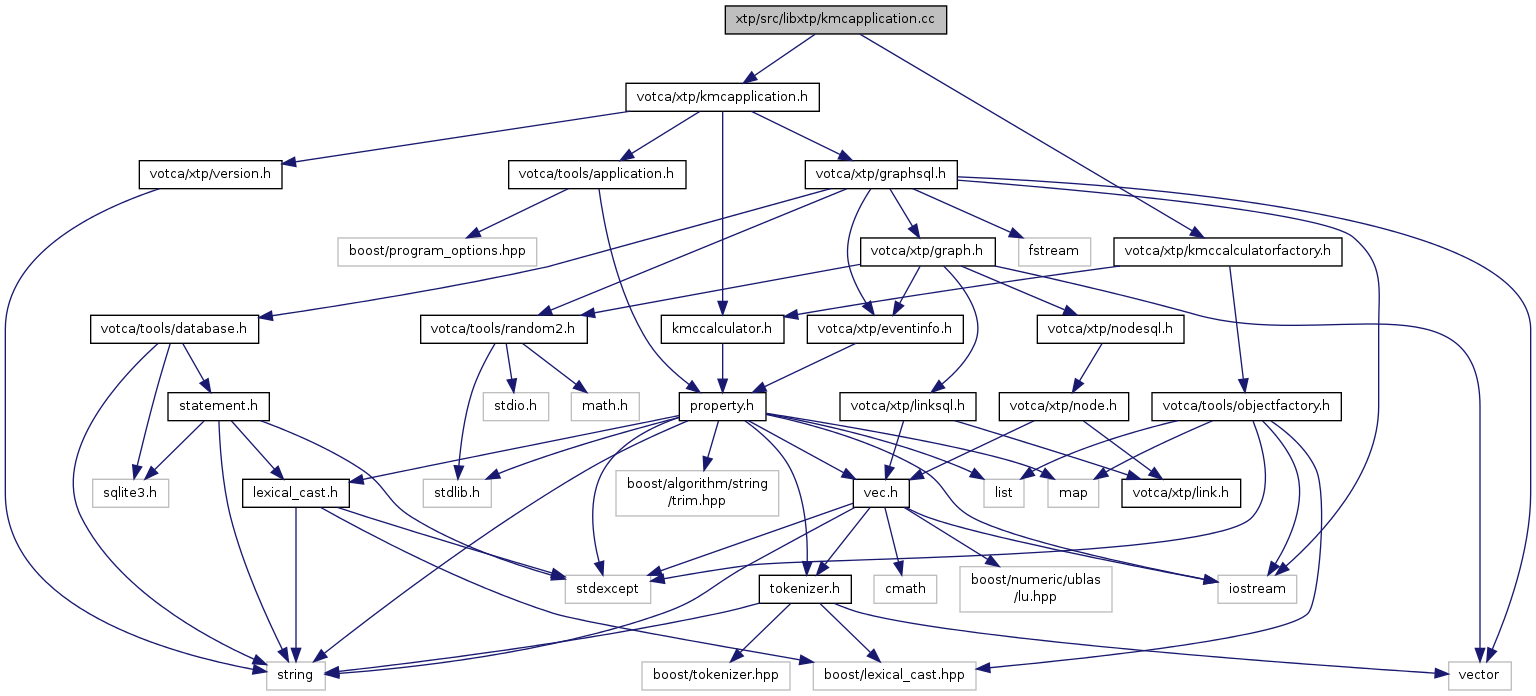 xtp/src/libxtp/kmcapplication.cc
votca/xtp/kmcapplication.h
votca/xtp/version.h
votca/tools/application.h
votca/xtp/graphsql.h
boost/program_options.hpp
votca/xtp/graph.h
fstream
votca/xtp/kmccalculatorfactory.h
votca/tools/database.h
votca/tools/random2.h
kmccalculator.h
votca/xtp/eventinfo.h
votca/xtp/nodesql.h
statement.h
stdio.h
math.h
property.h
votca/xtp/linksql.h
votca/xtp/node.h
votca/tools/objectfactory.h
sqlite3.h
lexical_cast.h
stdlib.h
boost/algorithm/string
/trim.hpp
vec.h
list
map
votca/xtp/link.h
stdexcept
tokenizer.h
cmath
boost/numeric/ublas
/lu.hpp
iostream
string
boost/tokenizer.hpp
boost/lexical_cast.hpp
vector